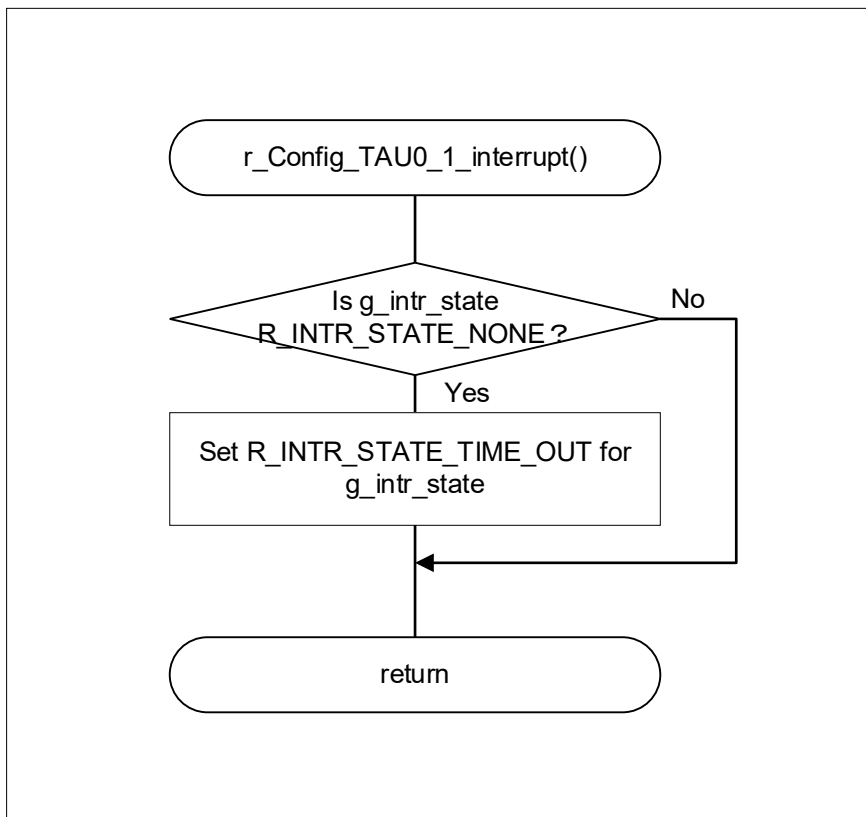 r_Config_TAU0_1_interrupt()
Is g_intr_state
R_INTR_STATE_NONE？
No
Yes
Set R_INTR_STATE_TIME_OUT for
g_intr_state
return